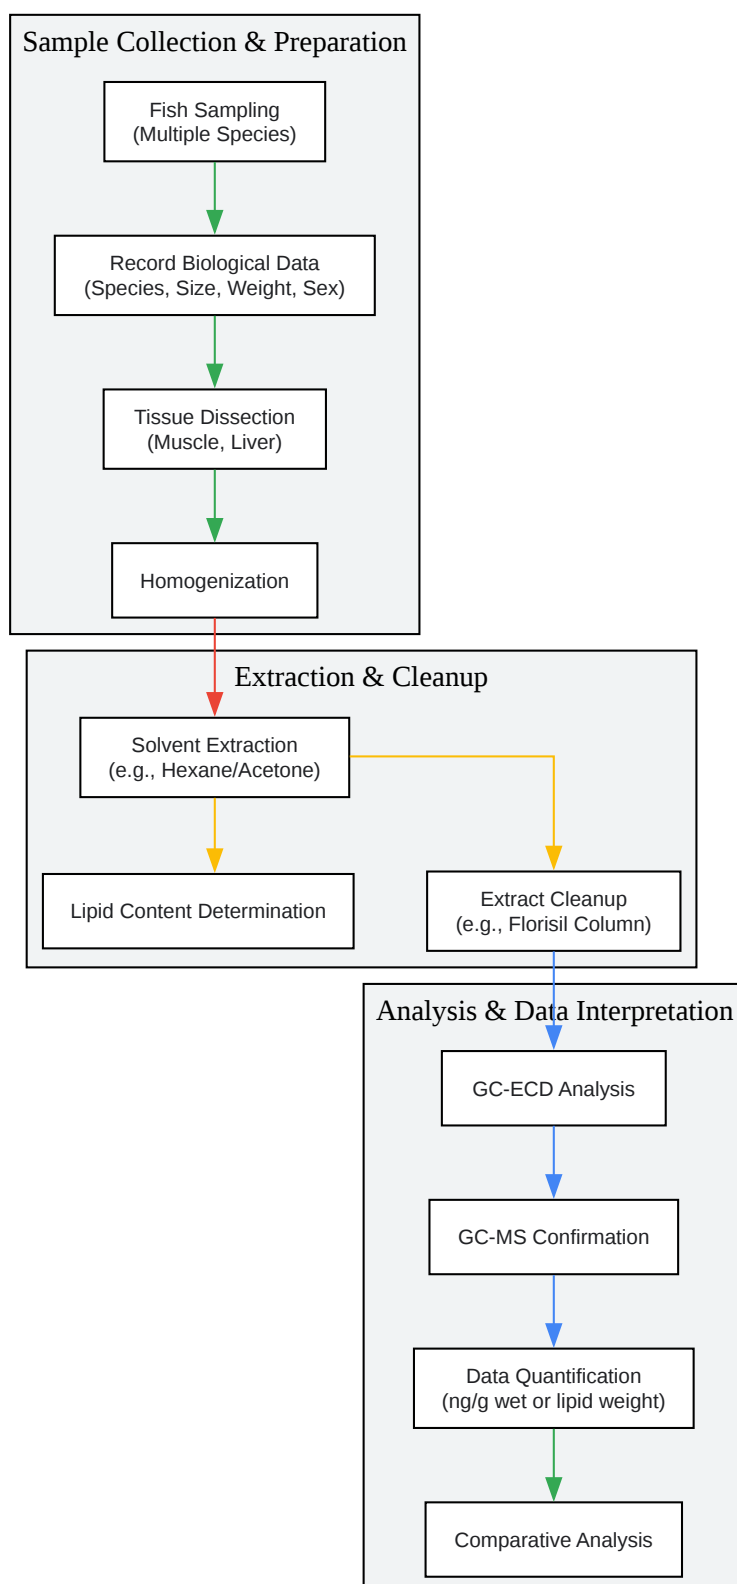 Sample Collection & Preparation
Fish Sampling
(Multiple Species)
Record Biological Data
(Species, Size, Weight, Sex)
Tissue Dissection
(Muscle, Liver)
Homogenization
Extraction & Cleanup
Solvent Extraction
(e.g., Hexane/Acetone)
Lipid Content Determination
Extract Cleanup
(e.g., Florisil Column)
Analysis & Data Interpretation
GC-ECD Analysis
GC-MS Confirmation
Data Quantification
(ng/g wet or lipid weight)
Comparative Analysis